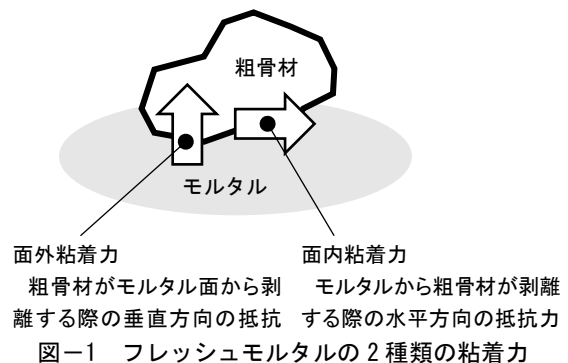 粗骨材
モルタル
面外粘着力
粗骨材がモルタル面から剥
離する際の垂直方向の抵抗
面内粘着力
モルタルから粗骨材が剥離
する際の水平方向の抵抗力
図－1　フレッシュモルタルの 2 種類の粘着力